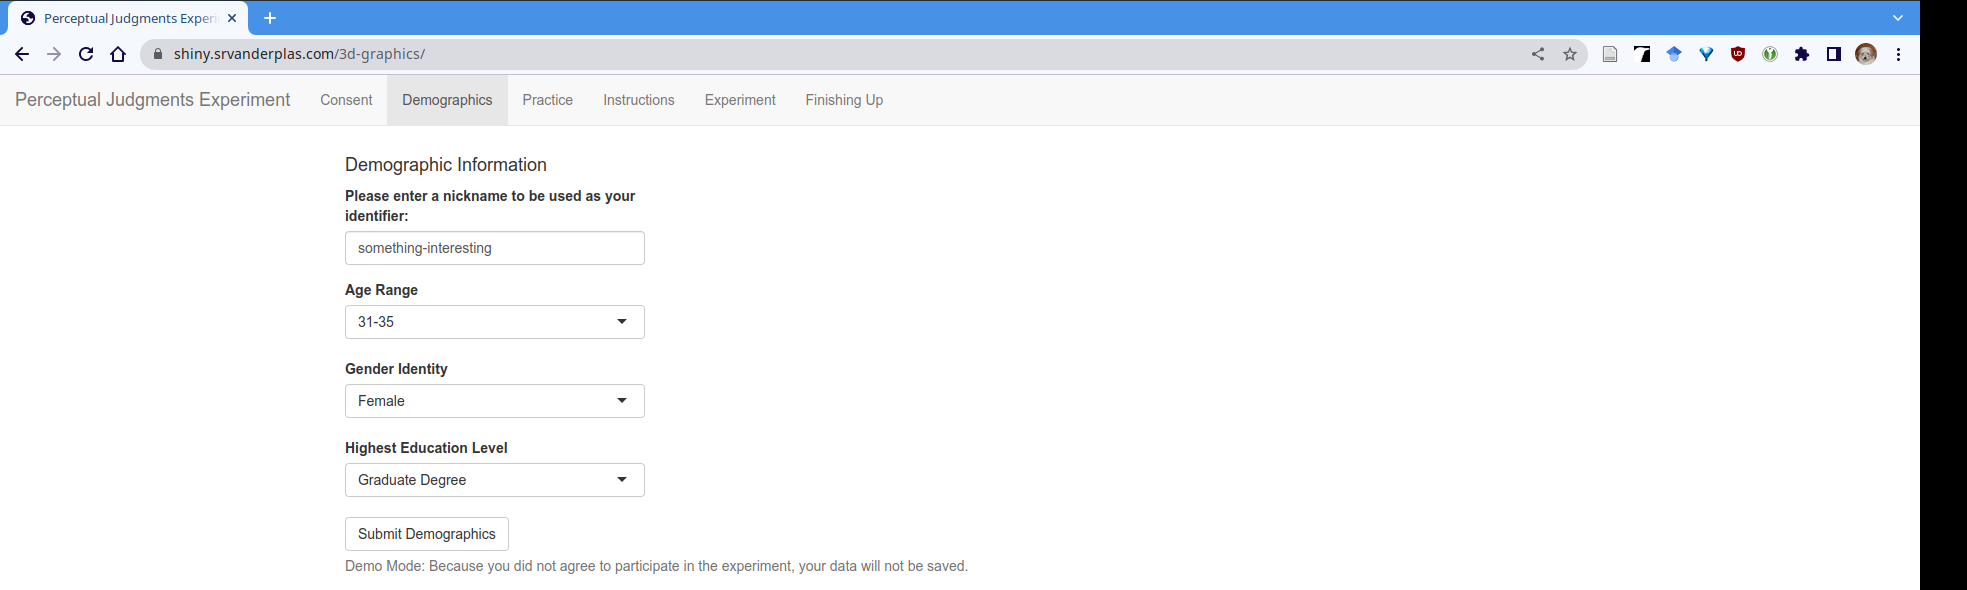 Perceptual Judgments Experi
shiny.srvanderplas.com/3d-graphics/
Perceptual Judgments Experiment Consent Demographics Practice Instructions Experiment Finishing Up
Demographic Information
Please enter a nickname to be used as your
identifier:
something-interesting
Age Range
31-35
Gender Identity
Female
Highest Education Level
Graduate Degree
Submit Demographics
Demo Mode: Because you did not agree to participate in the experiment, your data will not be saved.